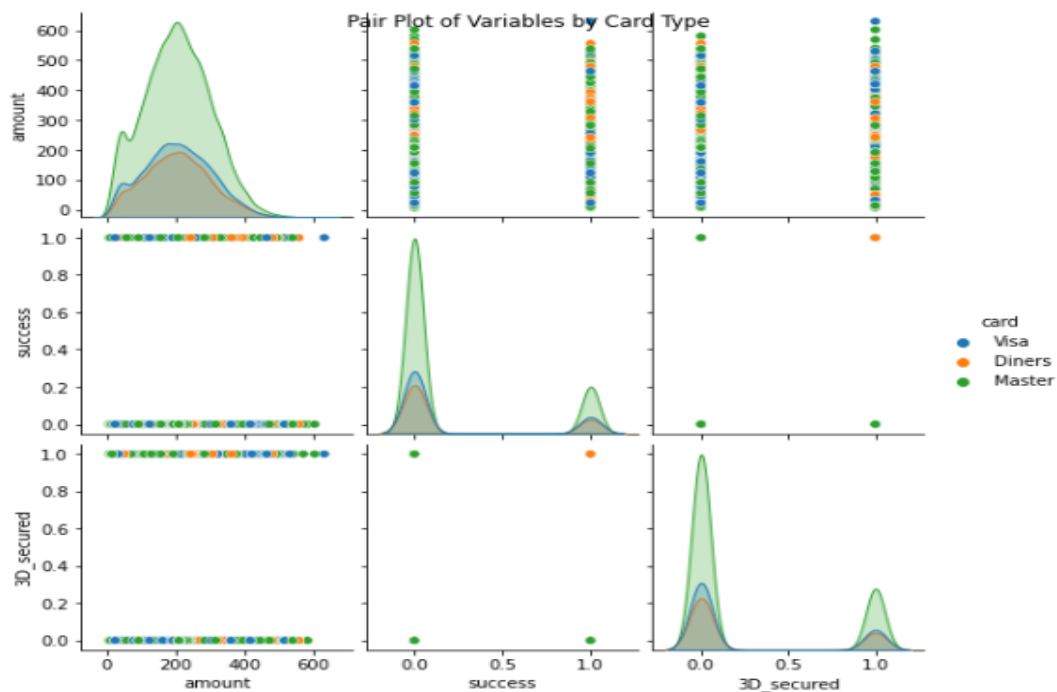 Pair Plot of Variables by Card Type
600
500
400
300
200
100
0
amount
1.0
0.8
0.6
0.4
0.2
0.0
success
card
Visa
Diners
Master
1.0
0.8
0.6
0.4
0.2
0.0
3D_secured
0 200 400 600
0.0 0.5 1.0
0.0 0.5 1.0
amount
success
3D_secured